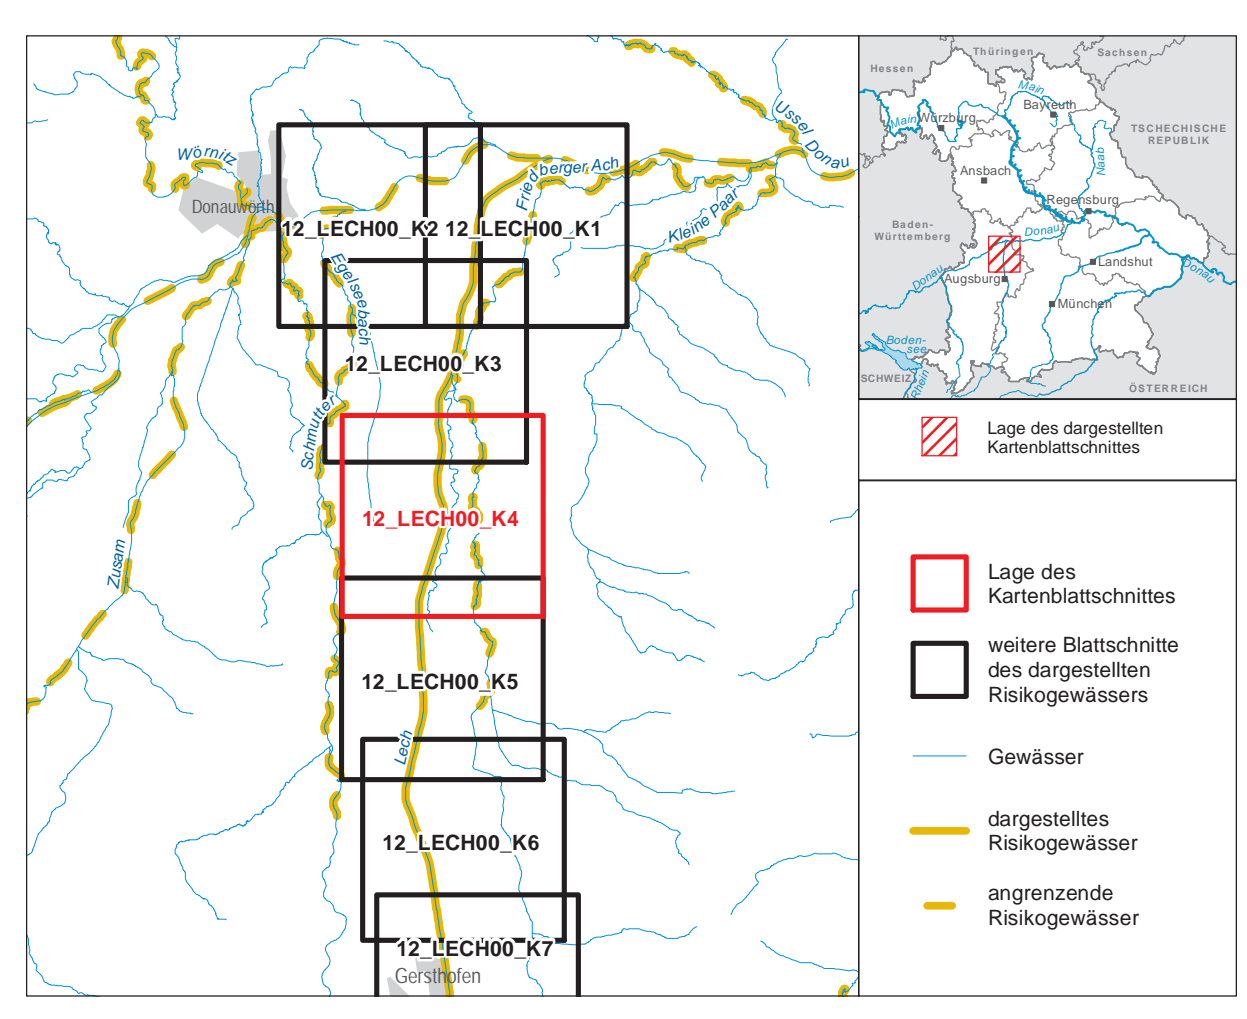 Wörnitz
Donauwörth
Ussel
Donau
Friedberger Ach
Kleine Paar
12_LECH00_K2
12_LECH00_K1
Egelseebach
12_LECH00_K3
Schmutter
12_LECH00_K4
Zusam
12_LECH00_K5
Lech
12_LECH00_K6
12_LECH00_K7
Gersthofen
Thüringen
Sachsen
Hessen
Main
Bayreuth
Main
Würzburg
TSCHECHISCHE
REPUBLIK
Naab
Ansbach
Regensburg
Baden-
Württemberg
Donau
Landshut
Donau
Donau
Augsburg
München
Boden-
see
SCHWEIZ
Rhein
ÖSTERREICH
Lage des dargestellten
Kartenblattschnittes
Lage des
Kartenblattschnittes
weitere Blattschnitte
des dargestellten
Risikogewässers
Gewässer
dargestelltes
Risikogewässer
angrenzende
Risikogewässer